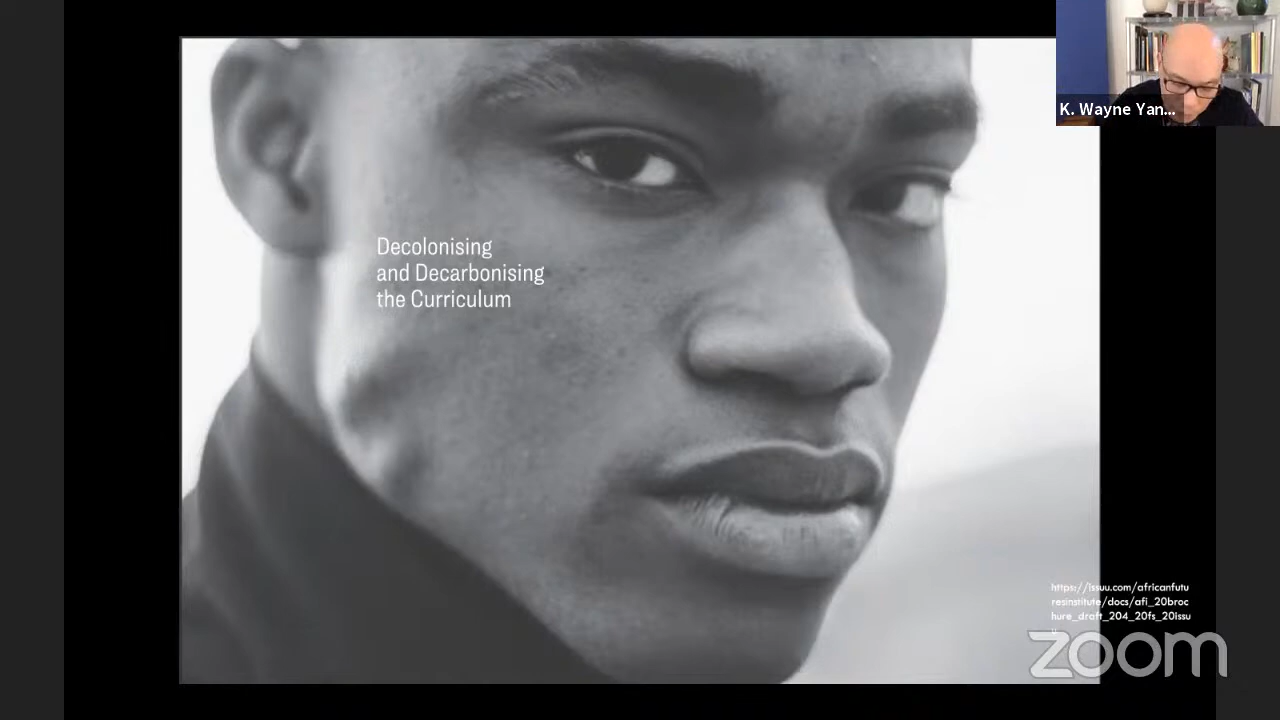 K. Wayne Yan...
Decolonising
and Decarbonising
the Curriculum
https://issuu.com/africanfutu
resinstitute/docs/afi_20broc
hure_draft_204_20fs_20issu
zoom